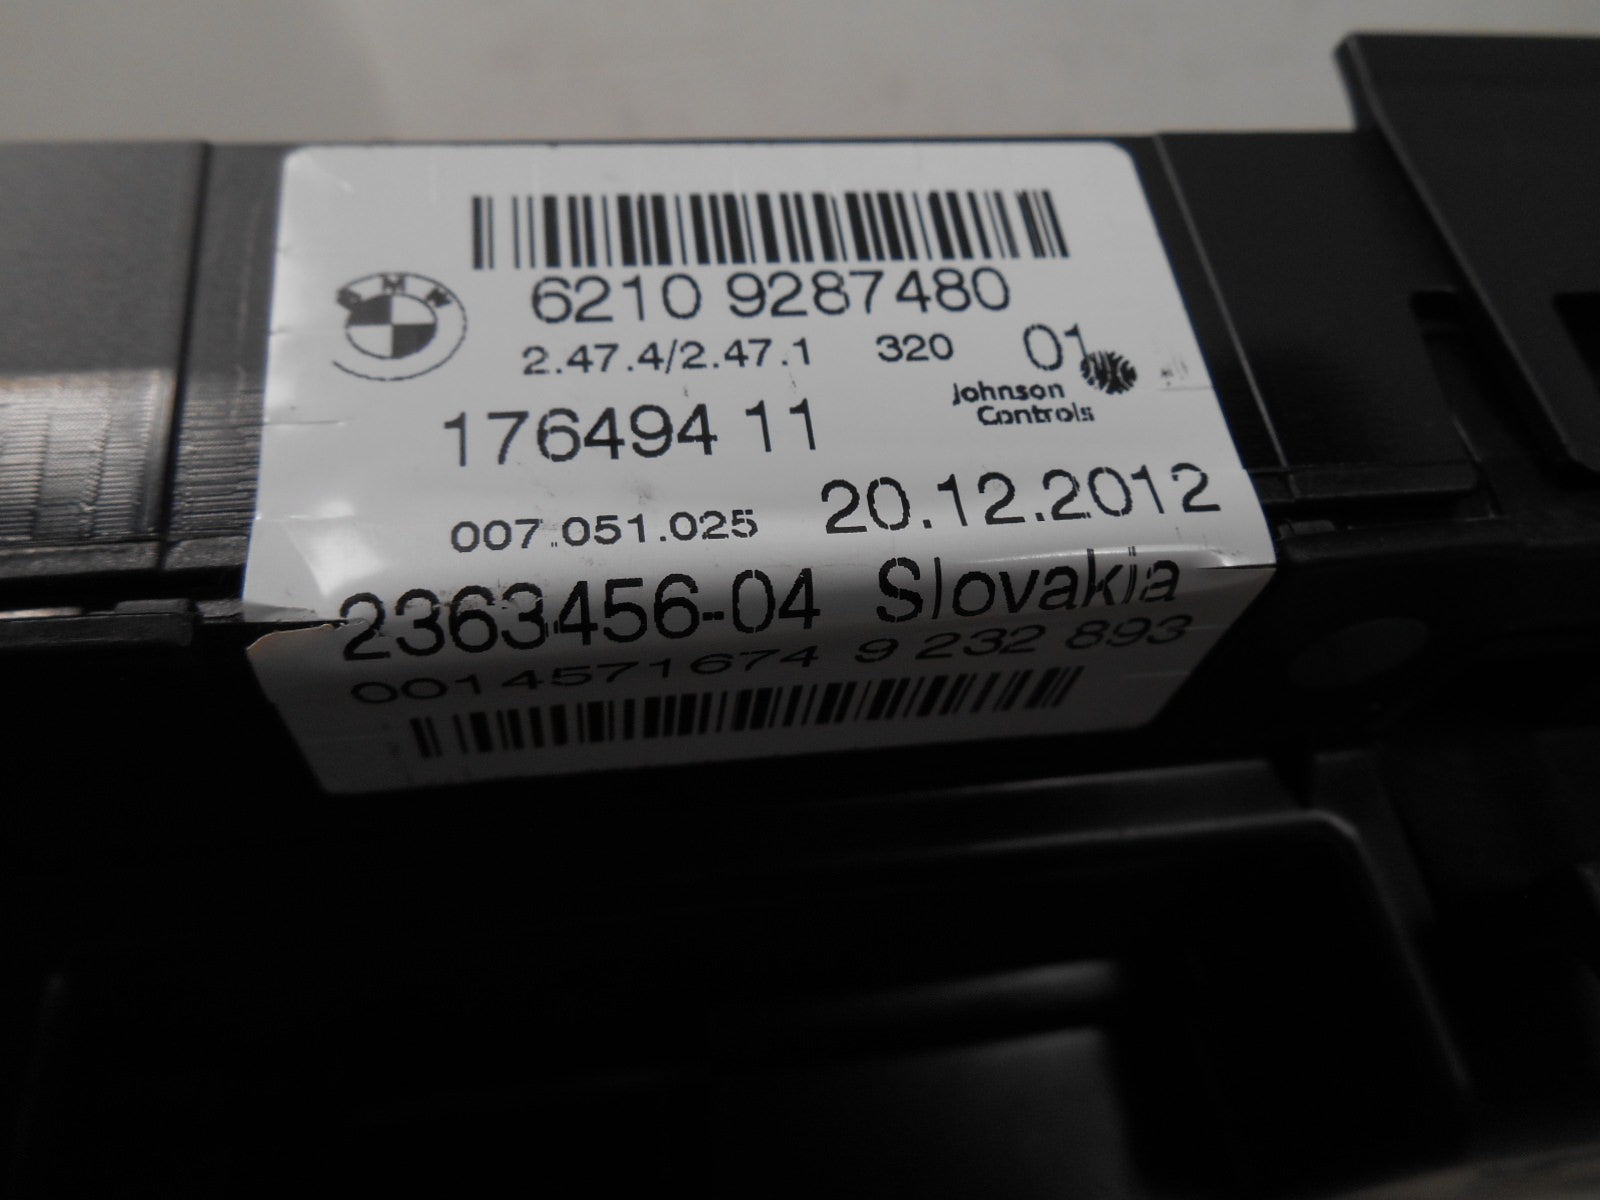 6210 9287480
BMW
2.47.4/2.47.1 320 01
Johnson
Controls
176494 11
007.051.025 20.12.2012
2363456-04 Slovakia
0014571674 9 232 893